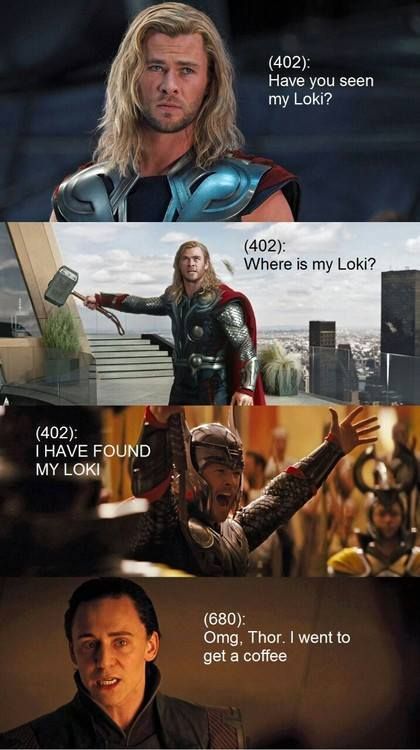 (402):
Have you seen
my Loki?
(402):
Where is my Loki?
(402):
I HAVE FOUND
MY LOKI
(680):
Omg, Thor. I went to
get a coffee